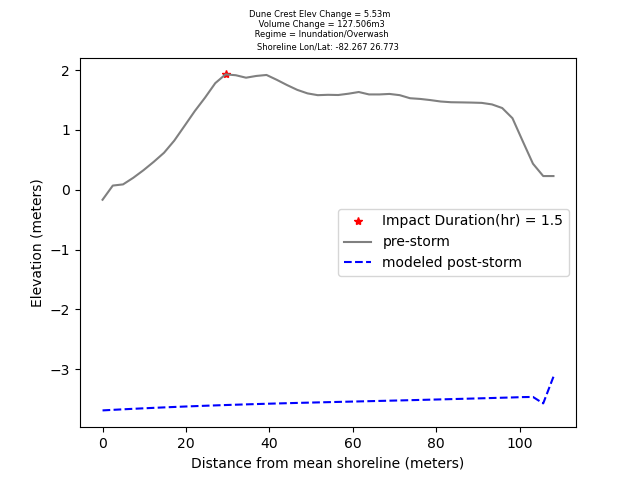 Dune Crest Elev Change = 5.53m
Volume Change = 127.506m3
Regime = Inundation/Overwash
Shoreline Lon/Lat: -82.267 26.773
2
1
0
−1
−2
−3
Elevation (meters)
Impact Duration(hr) = 1.5
pre-storm
modeled post-storm
0 20 40 60 80 100
Distance from mean shoreline (meters)